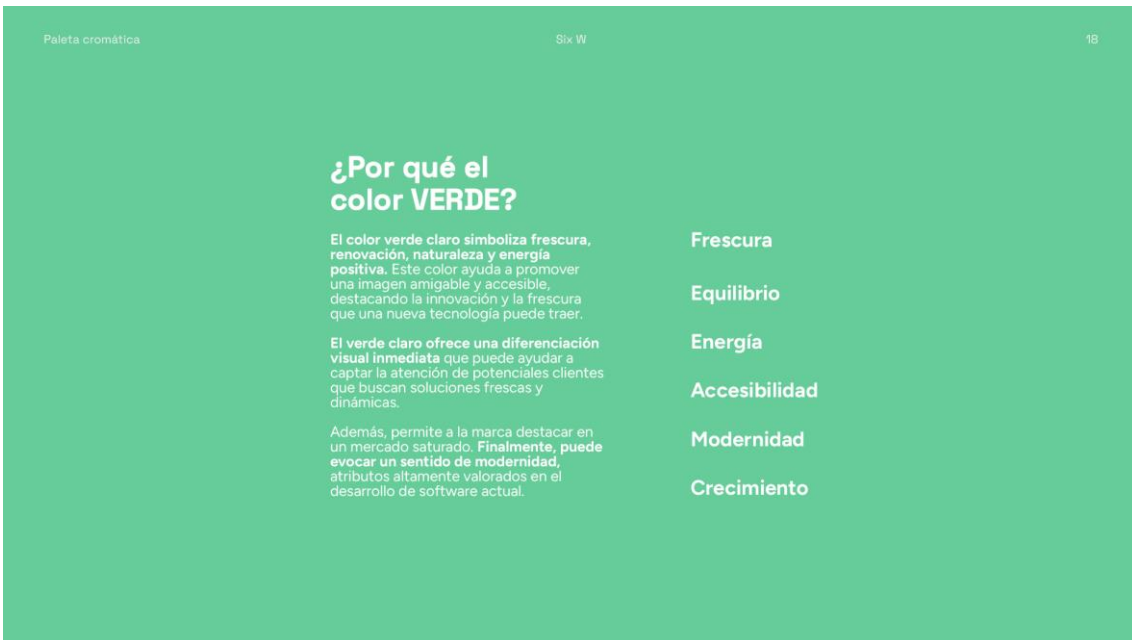 Paleta cromática
Six W
18
¿Por qué el
color VERDE?
El color verde claro simboliza frescura,
renovación, naturaleza y energía
positiva. Este color ayuda a promover
una imagen amigable y accesible,
destacando la innovación y la frescura
que una nueva tecnología puede traer.
El verde claro ofrece una diferenciación
visual inmediata que puede ayudar a
captar la atención de potenciales clientes
que buscan soluciones frescas y
dinámicas.
Además, permite a la marca destacar en
un mercado saturado. Finalmente, puede
evocar un sentido de modernidad,
atributos altamente valorados en el
desarrollo de software actual.
Frescura
Equilibrio
Energía
Accesibilidad
Modernidad
Crecimiento